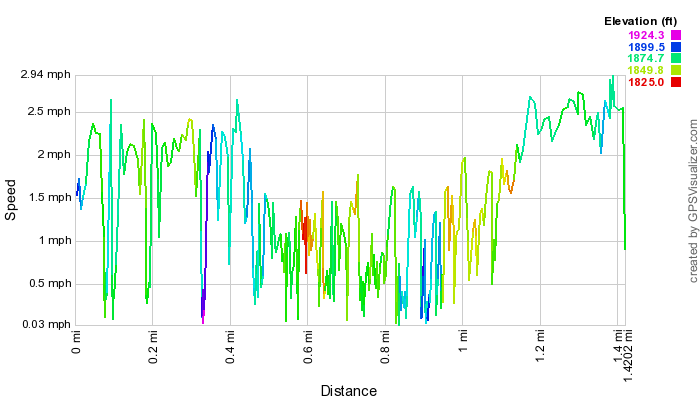 Elevation (ft)
1924.3
1899.5
1874.7
1849.8
1825.0
2.94 mph
2.5 mph
2 mph
1.5 mph
1 mph
0.5 mph
0.03 mph
Speed
0 mi
0.2 mi
0.4 mi
0.6 mi
0.8 mi
1 mi
1.2 mi
1.4 mi
1.4202 mi
Distance
created by GPSVisualizer.com